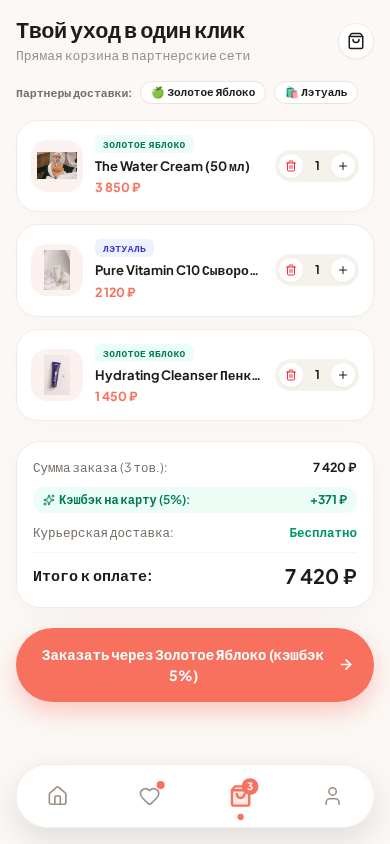 Твой уход в один клик
Прямая корзина в партнерские сети
Партнеры доставки:
🍏 Золотое Яблоко
🛍️ Лэтуаль
ЗОЛОТОЕ ЯБЛОКО
The Water Cream (50 мл)
3 850 ₽
1
ЛЭТУАЛЬ
Pure Vitamin C10 Сыворо…
2 120 ₽
1
ЗОЛОТОЕ ЯБЛОКО
Hydrating Cleanser Пенк…
1 450 ₽
1
Сумма заказа (3 тов.): 7 420 ₽
Кэшбэк на карту (5%): +371 ₽
Курьерская доставка: Бесплатно
Итого к оплате: 7 420 ₽
Заказать через Золотое Яблоко (кэшбэк
5%)
3